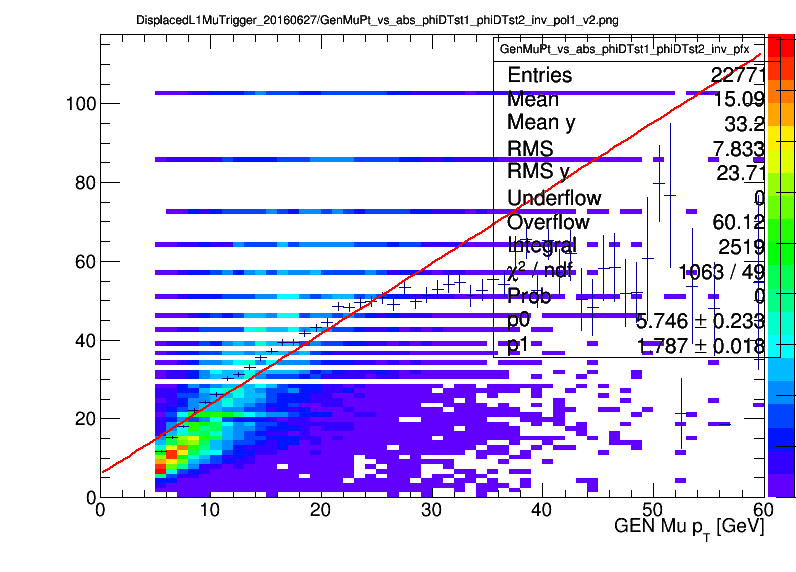 DisplacedL1MuTrigger_20160627/GenMuPt_vs_abs_phiDTst1_phiDTst2_inv_pol1_v2.png
GenMuPt_vs_abs_phiDTst1_phiDTst2_inv_pfx
Entries 22771
Mean 15.09
Mean y 33.2
RMS 7.833
RMS y 23.71
Underflow 0
Overflow 60.12
Integral 2519
χ² / ndf 1063 / 49
Prob 0
p0 5.746 ± 0.233
p1 1.787 ± 0.018
100
80
60
40
20
0
0 10 20 30 40 50 60
GEN Mu p_T [GeV]